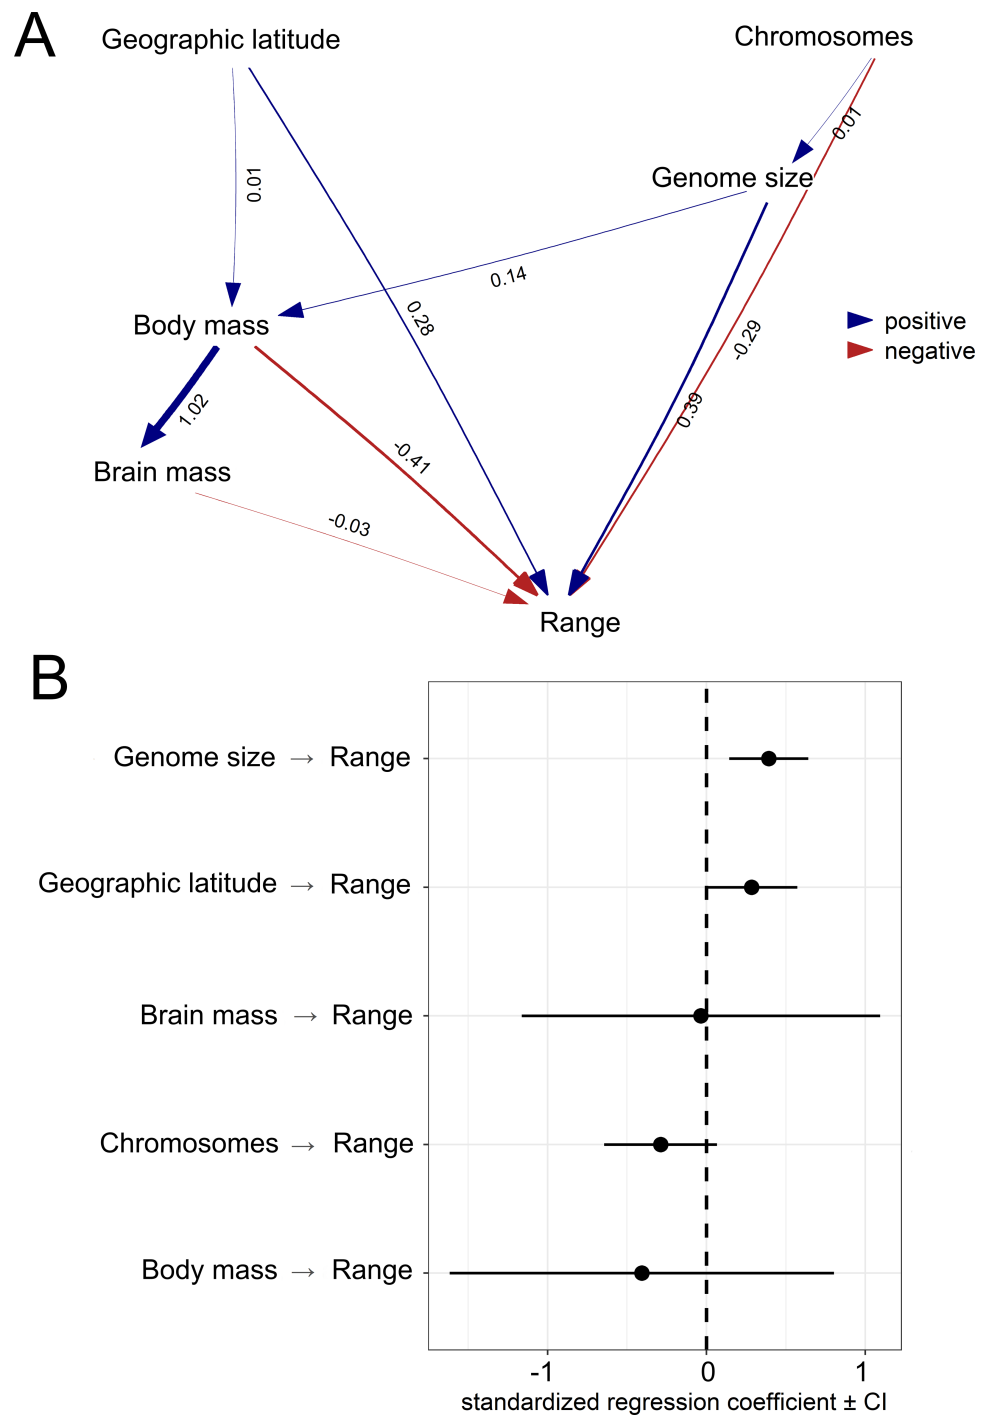 A
Geographic latitude
Chromosomes
0.01
Genome size
0.01
0.14
0.28
Body mass
positive
-0.29
negative
1.02
0.39
-0.41
Brain mass
-0.03
Range
B
Genome size → Range
Geographic latitude → Range
Brain mass → Range
Chromosomes → Range
Body mass → Range
-1 0 1
standardized regression coefficient ± CI